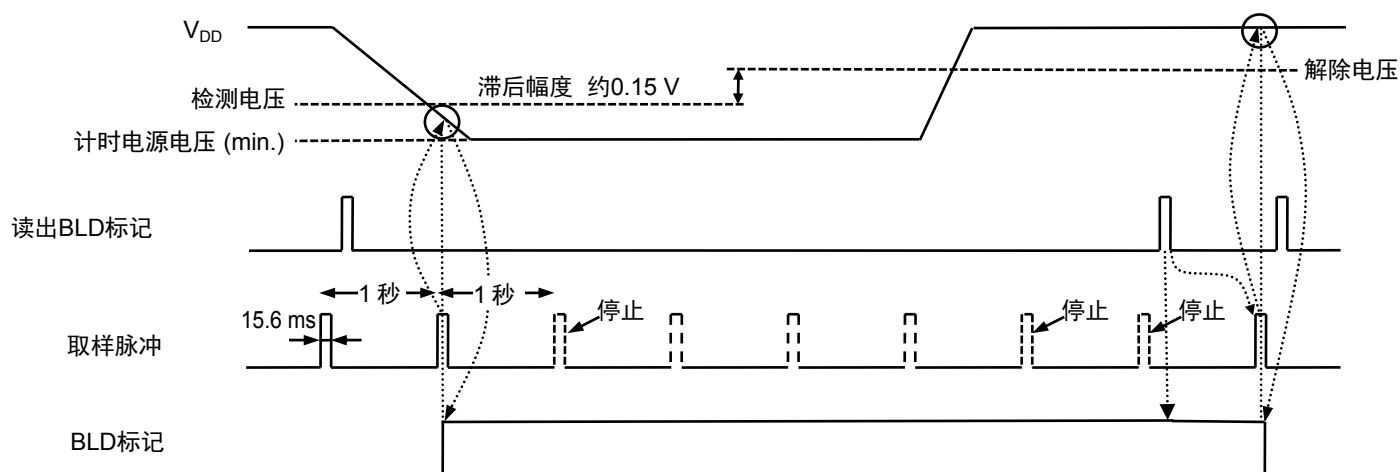 VDD
滞后幅度 约0.15 V
解除电压
检测电压
计时电源电压 (min.)
读出BLD标记
1 秒
1 秒
停止
停止
停止
15.6 ms
取样脉冲
BLD标记